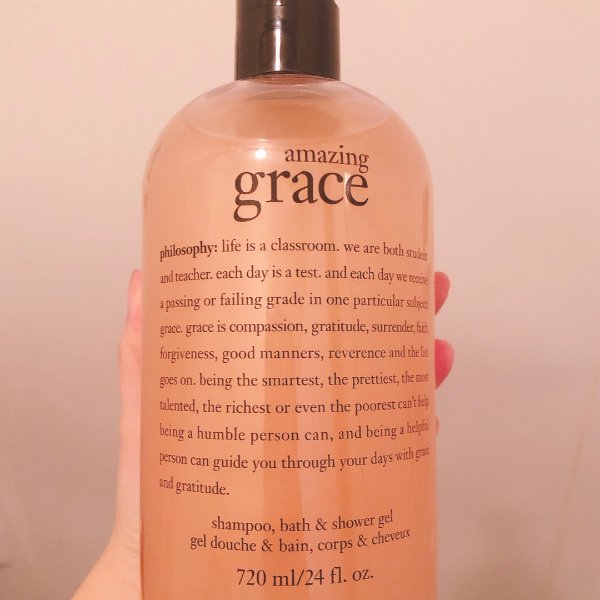 amazing
grace
philosophy: life is a classroom. we are both student
and teacher. each day is a test. and each day we receive
a passing or failing grade in one particular subject:
grace. grace is compassion, gratitude, surrender, faith,
forgiveness, good manners, reverence and the list
goes on. being the smartest, the prettiest, the most
talented, the richest or even the poorest can't help.
being a humble person can, and being a helpful
person can guide you through your days with grace
and gratitude.
shampoo, bath & shower gel
gel douche & bain, corps & cheveux
720 ml/24 fl. oz.